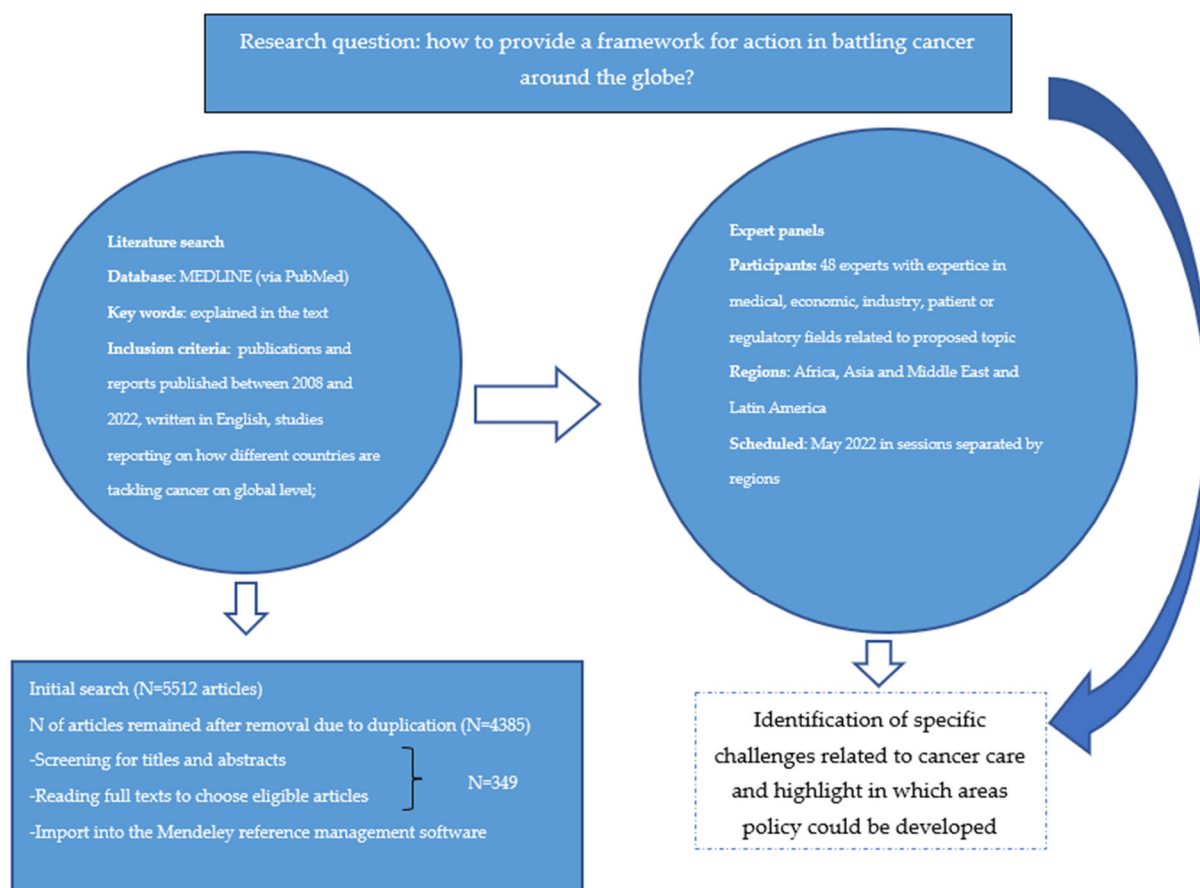 Research question: how to provide a framework for action in battling cancer
around the globe?
Literature search
Database: MEDLINE (via PubMed)
Key words: explained in the text
Inclusion criteria: publications and
reports published between 2008 and
2022, written in English, studies
reporting on how different countries are
tackling cancer on global level;
Expert panels
Participants: 48 experts with expertice in
medical, economic, industry, patient or
regulatory fields related to proposed topic
Regions: Africa, Asia and Middle East and
Latin America
Scheduled: May 2022 in sessions separated by
regions
Initial search (N=5512 articles)
N of articles remained after removal due to duplication (N=4385)
-Screening for titles and abstracts
-Reading full texts to choose eligible articles
N=349
-Import into the Mendeley reference management software
Identification of specific
challenges related to cancer care
and highlight in which areas
policy could be developed